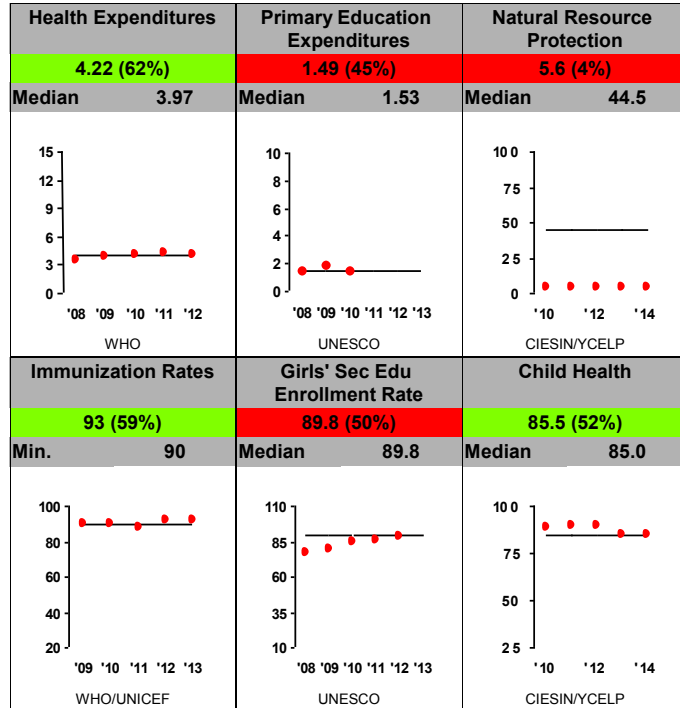 Health Expenditures
4.22 (62%)
Median 3.97
15
12
9
6
3
0
'08 '09 '10 '11 '12
WHO
Primary Education
Expenditures
1.49 (45%)
Median 1.53
10
8
6
4
2
0
'08 '09 '10 '11 '12 '13
UNESCO
Natural Resource
Protection
5.6 (4%)
Median 44.5
100
75
50
25
0
'10 '12 '14
CIESIN/YCELP
Immunization Rates
93 (59%)
Min. 90
100
80
60
40
20
'09 '10 '11 '12 '13
WHO/UNICEF
Girls' Sec Edu
Enrollment Rate
89.8 (50%)
Median 89.8
110
85
60
35
10
'08 '09 '10 '11 '12 '13
UNESCO
Child Health
85.5 (52%)
Median 85.0
100
75
50
25
'10 '12 '14
CIESIN/YCELP